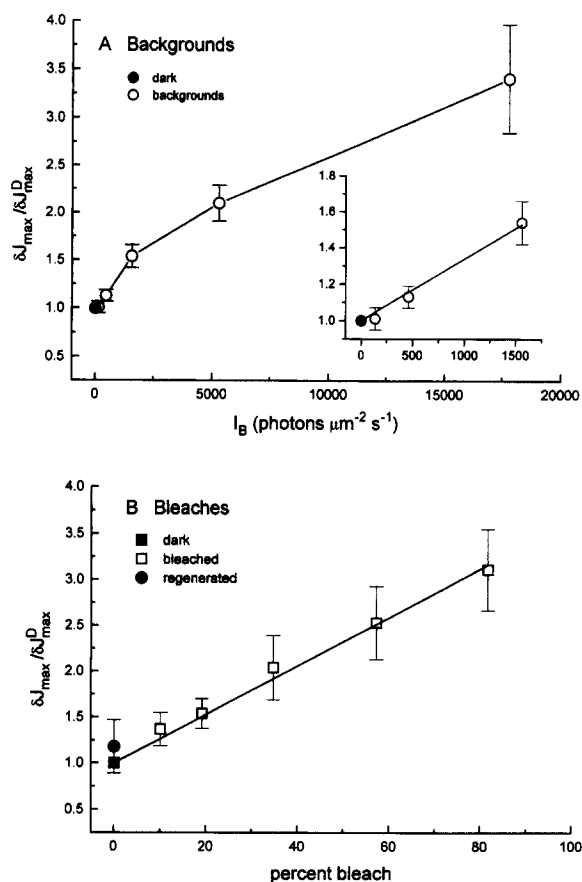 A Backgrounds
dark
backgrounds
4.0
3.5
3.0
2.5
2.0
1.5
1.0
0.5
δJmax /δJᴰmax
1.8
1.6
1.4
1.2
1.0
0 500 1000 1500
0 5000 10000 15000 20000
I_B (photons μm⁻² s⁻¹)
B Bleaches
dark
bleached
regenerated
4.0
3.5
3.0
2.5
2.0
1.5
1.0
0.5
δJmax /δJᴰmax
0 20 40 60 80 100
percent bleach